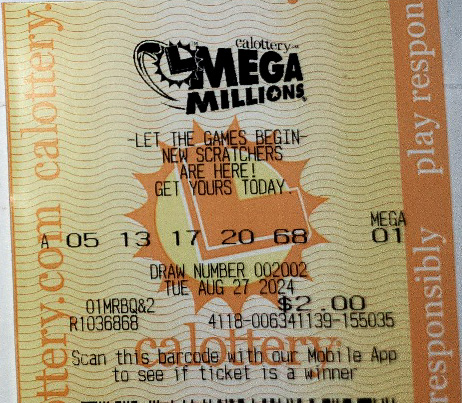 calottery
MEGA
MILLIONS
-LET THE GAMES BEGIN-
NEW SCRATCHERS
ARE HERE!
GET YOURS TODAY.
MEGA
A 05 13 17 20 68 01
DRAW NUMBER 002002
TUE AUG 27 2024
01MRBQ&2 $2.00
R1036868 4118-006341139-155035
calottery
Scan this barcode with our Mobile App
to see if ticket is a winner
ottery.com calottery.
play respon
responsibly